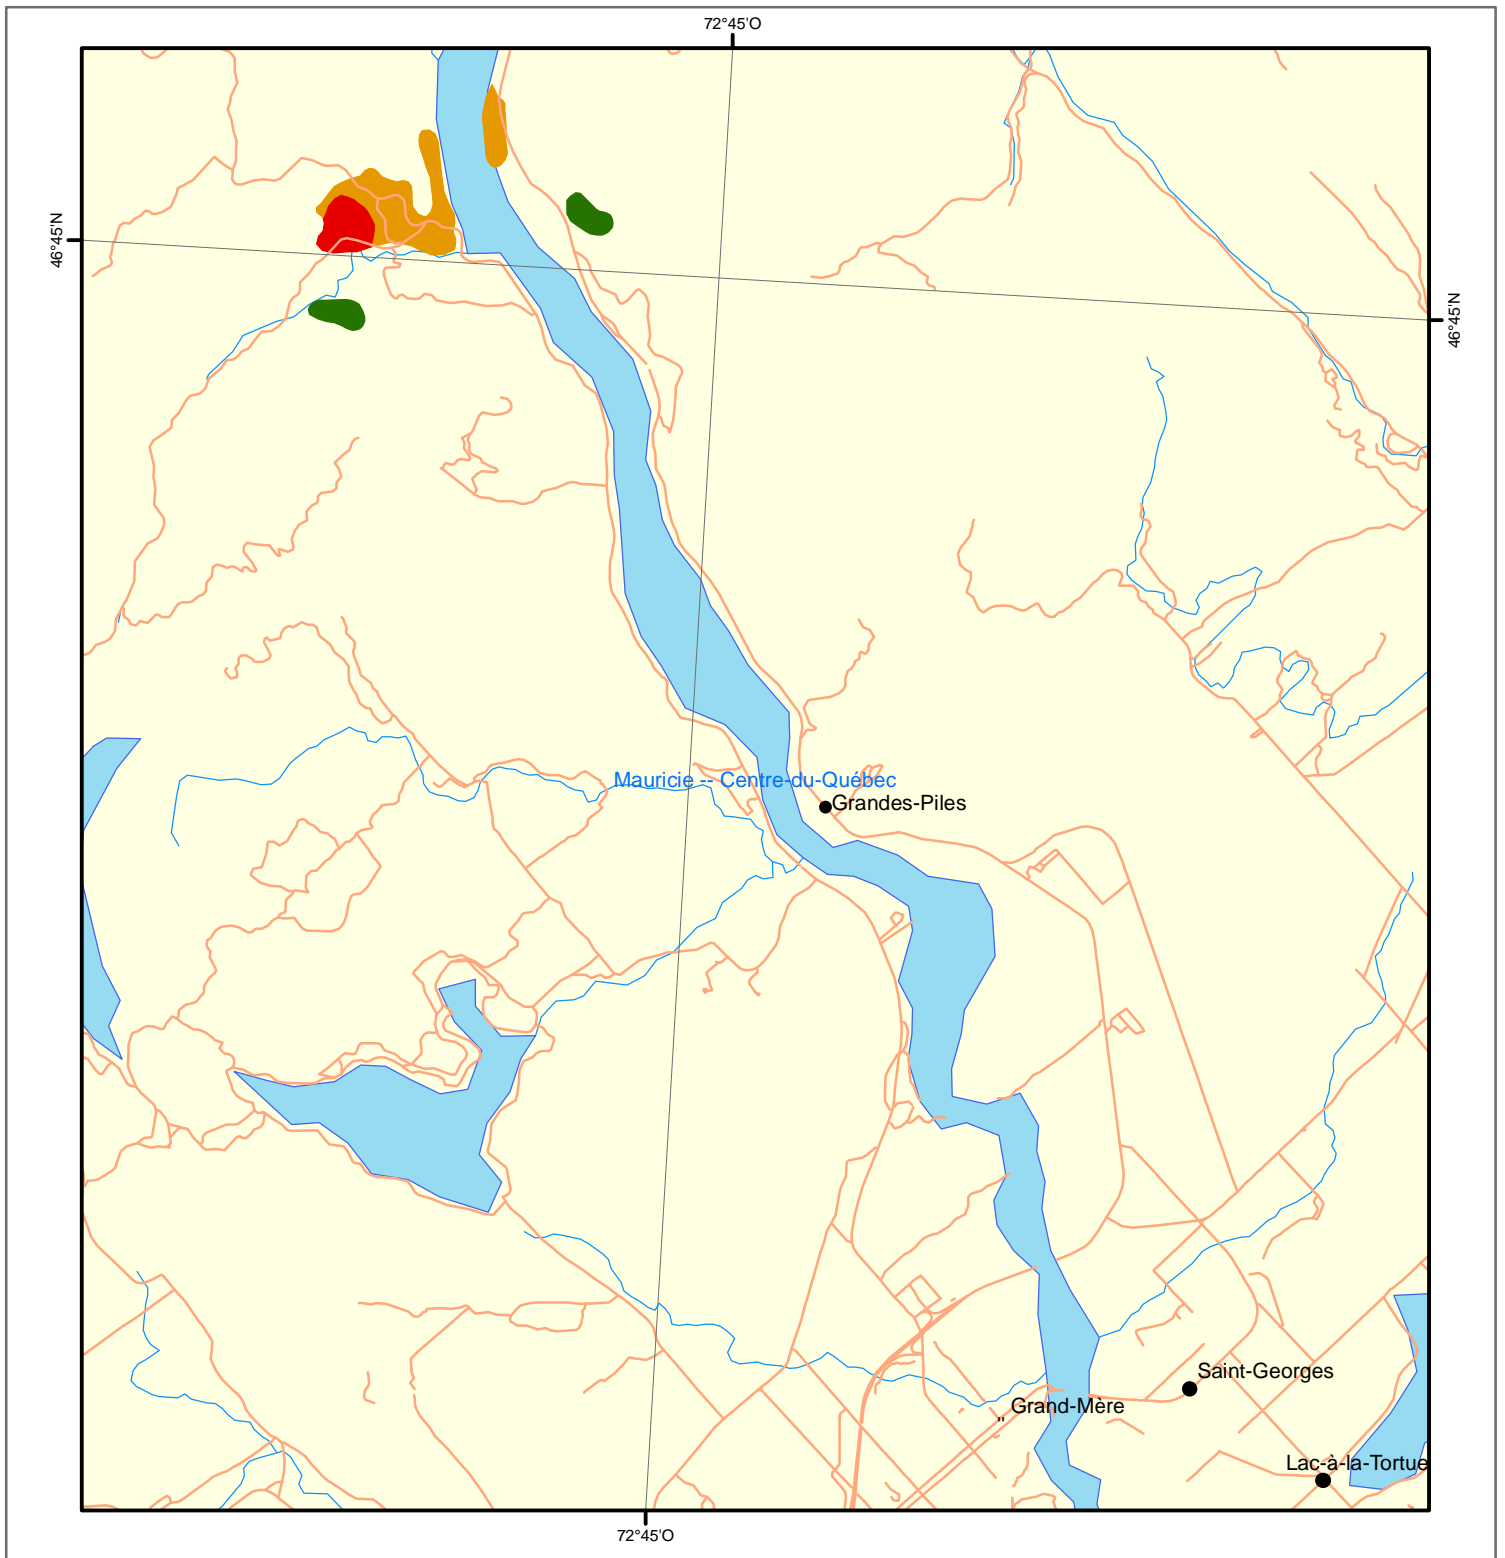 72°45'O
46°45'N
46°45'N
Mauricie -- Centre-du-Québec
Grandes-Piles
Saint-Georges
Grand-Mère
Lac-à-la-Tortue
72°45'O